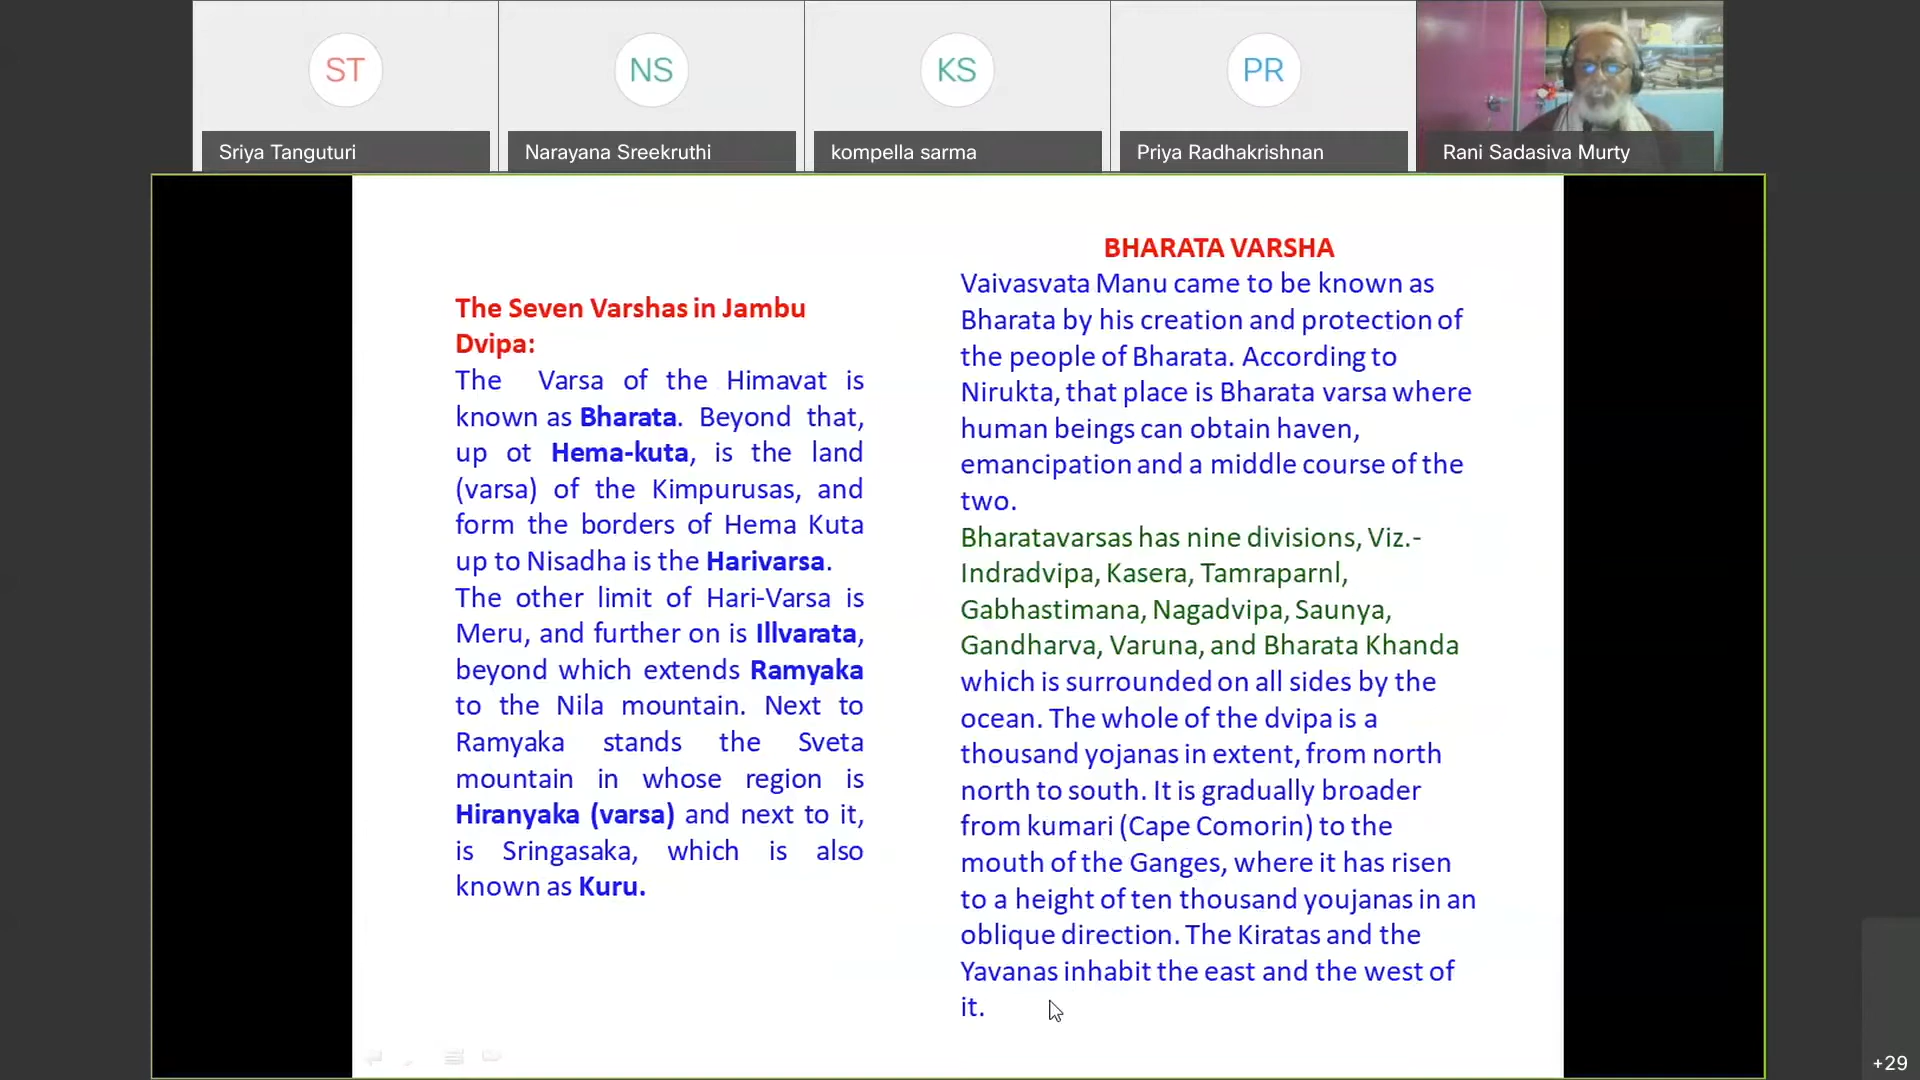 ST
NS
KS
PR
Sriya Tanguturi
Narayana Sreekruthi
kompella sarma
Priya Radhakrishnan
Rani Sadasiva Murty
The Seven Varshas in Jambu
Dvipa:
The Varsa of the Himavat is
known as Bharata. Beyond that,
up ot Hema-kuta, is the land
(varsa) of the Kimpurusas, and
form the borders of Hema Kuta
up to Nisadha is the Harivarsa.
The other limit of Hari-Varsa is
Meru, and further on is Illvarata,
beyond which extends Ramyaka
to the Nila mountain. Next to
Ramyaka stands the Sveta
mountain in whose region is
Hiranyaka (varsa) and next to it,
is Sringasaka, which is also
known as Kuru.
BHARATA VARSHA
Vaivasvata Manu came to be known as
Bharata by his creation and protection of
the people of Bharata. According to
Nirukta, that place is Bharata varsa where
human beings can obtain haven,
emancipation and a middle course of the
two.
Bharatavarsas has nine divisions, Viz.-
Indradvipa, Kasera, Tamraparnl,
Gabhastimana, Nagadvipa, Saunya,
Gandharva, Varuna, and Bharata Khanda
which is surrounded on all sides by the
ocean. The whole of the dvipa is a
thousand yojanas in extent, from north
north to south. It is gradually broader
from kumari (Cape Comorin) to the
mouth of the Ganges, where it has risen
to a height of ten thousand youjanas in an
oblique direction. The Kiratas and the
Yavanas inhabit the east and the west of
it.
+29